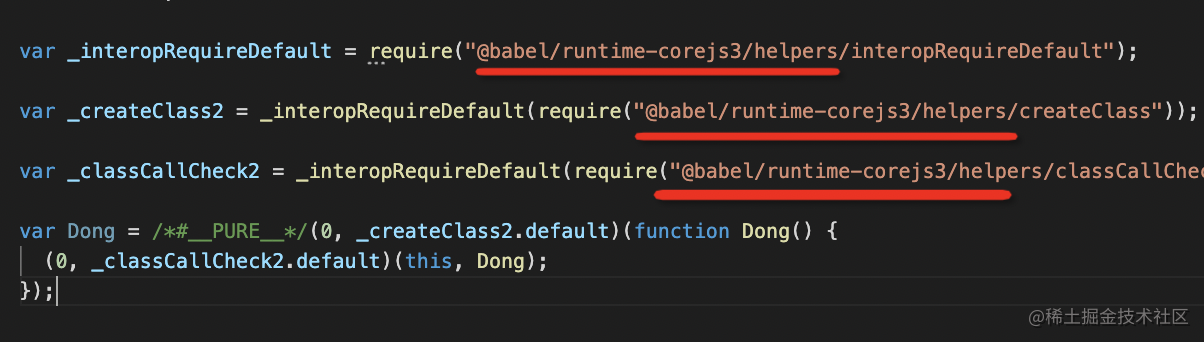 var _interopRequireDefault = require("@babel/runtime-corejs3/helpers/interopRequireDefault");
var _createClass2 = _interopRequireDefault(require("@babel/runtime-corejs3/helpers/createClass"));
var _classCallCheck2 = _interopRequireDefault(require("@babel/runtime-corejs3/helpers/classCallChe
var Dong = /*#__PURE__*/(0, _createClass2.default)(function Dong() {
(0, _classCallCheck2.default)(this, Dong);
});
@稀土掘金技术社区